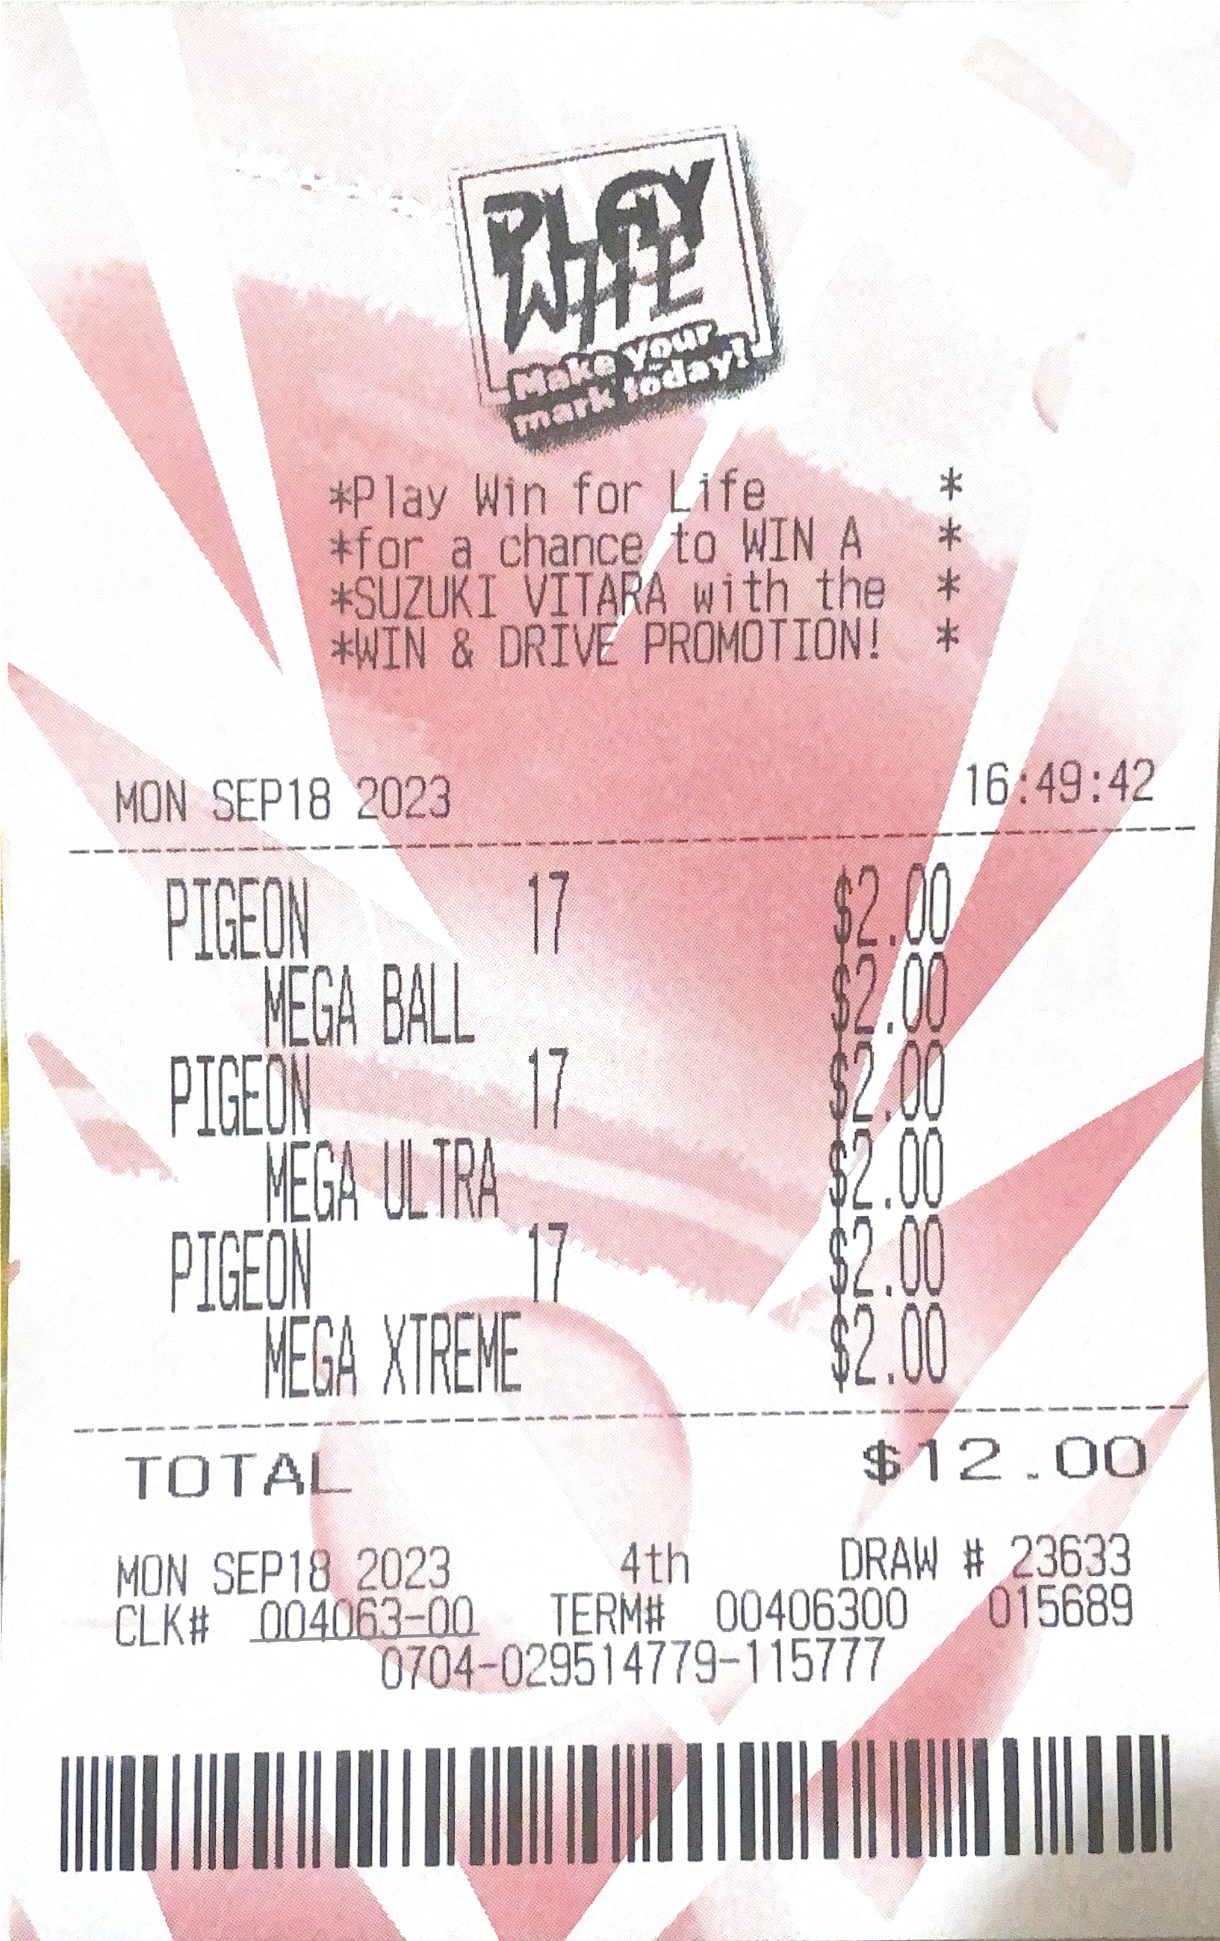 PLAY
WHE
Make your
mark today!
*Play Win for Life *
*for a chance to WIN A *
*SUZUKI VITARA with the *
*WIN & DRIVE PROMOTION! *
MON SEP18 2023 16:49:42
PIGEON 17 $2.00
MEGA BALL $2.00
PIGEON 17 $2.00
MEGA ULTRA $2.00
PIGEON 17 $2.00
MEGA XTREME $2.00
TOTAL $12.00
MON SEP18 2023 4th DRAW # 23633
CLK# 004063-00 TERM# 00406300 015689
0704-029514779-115777